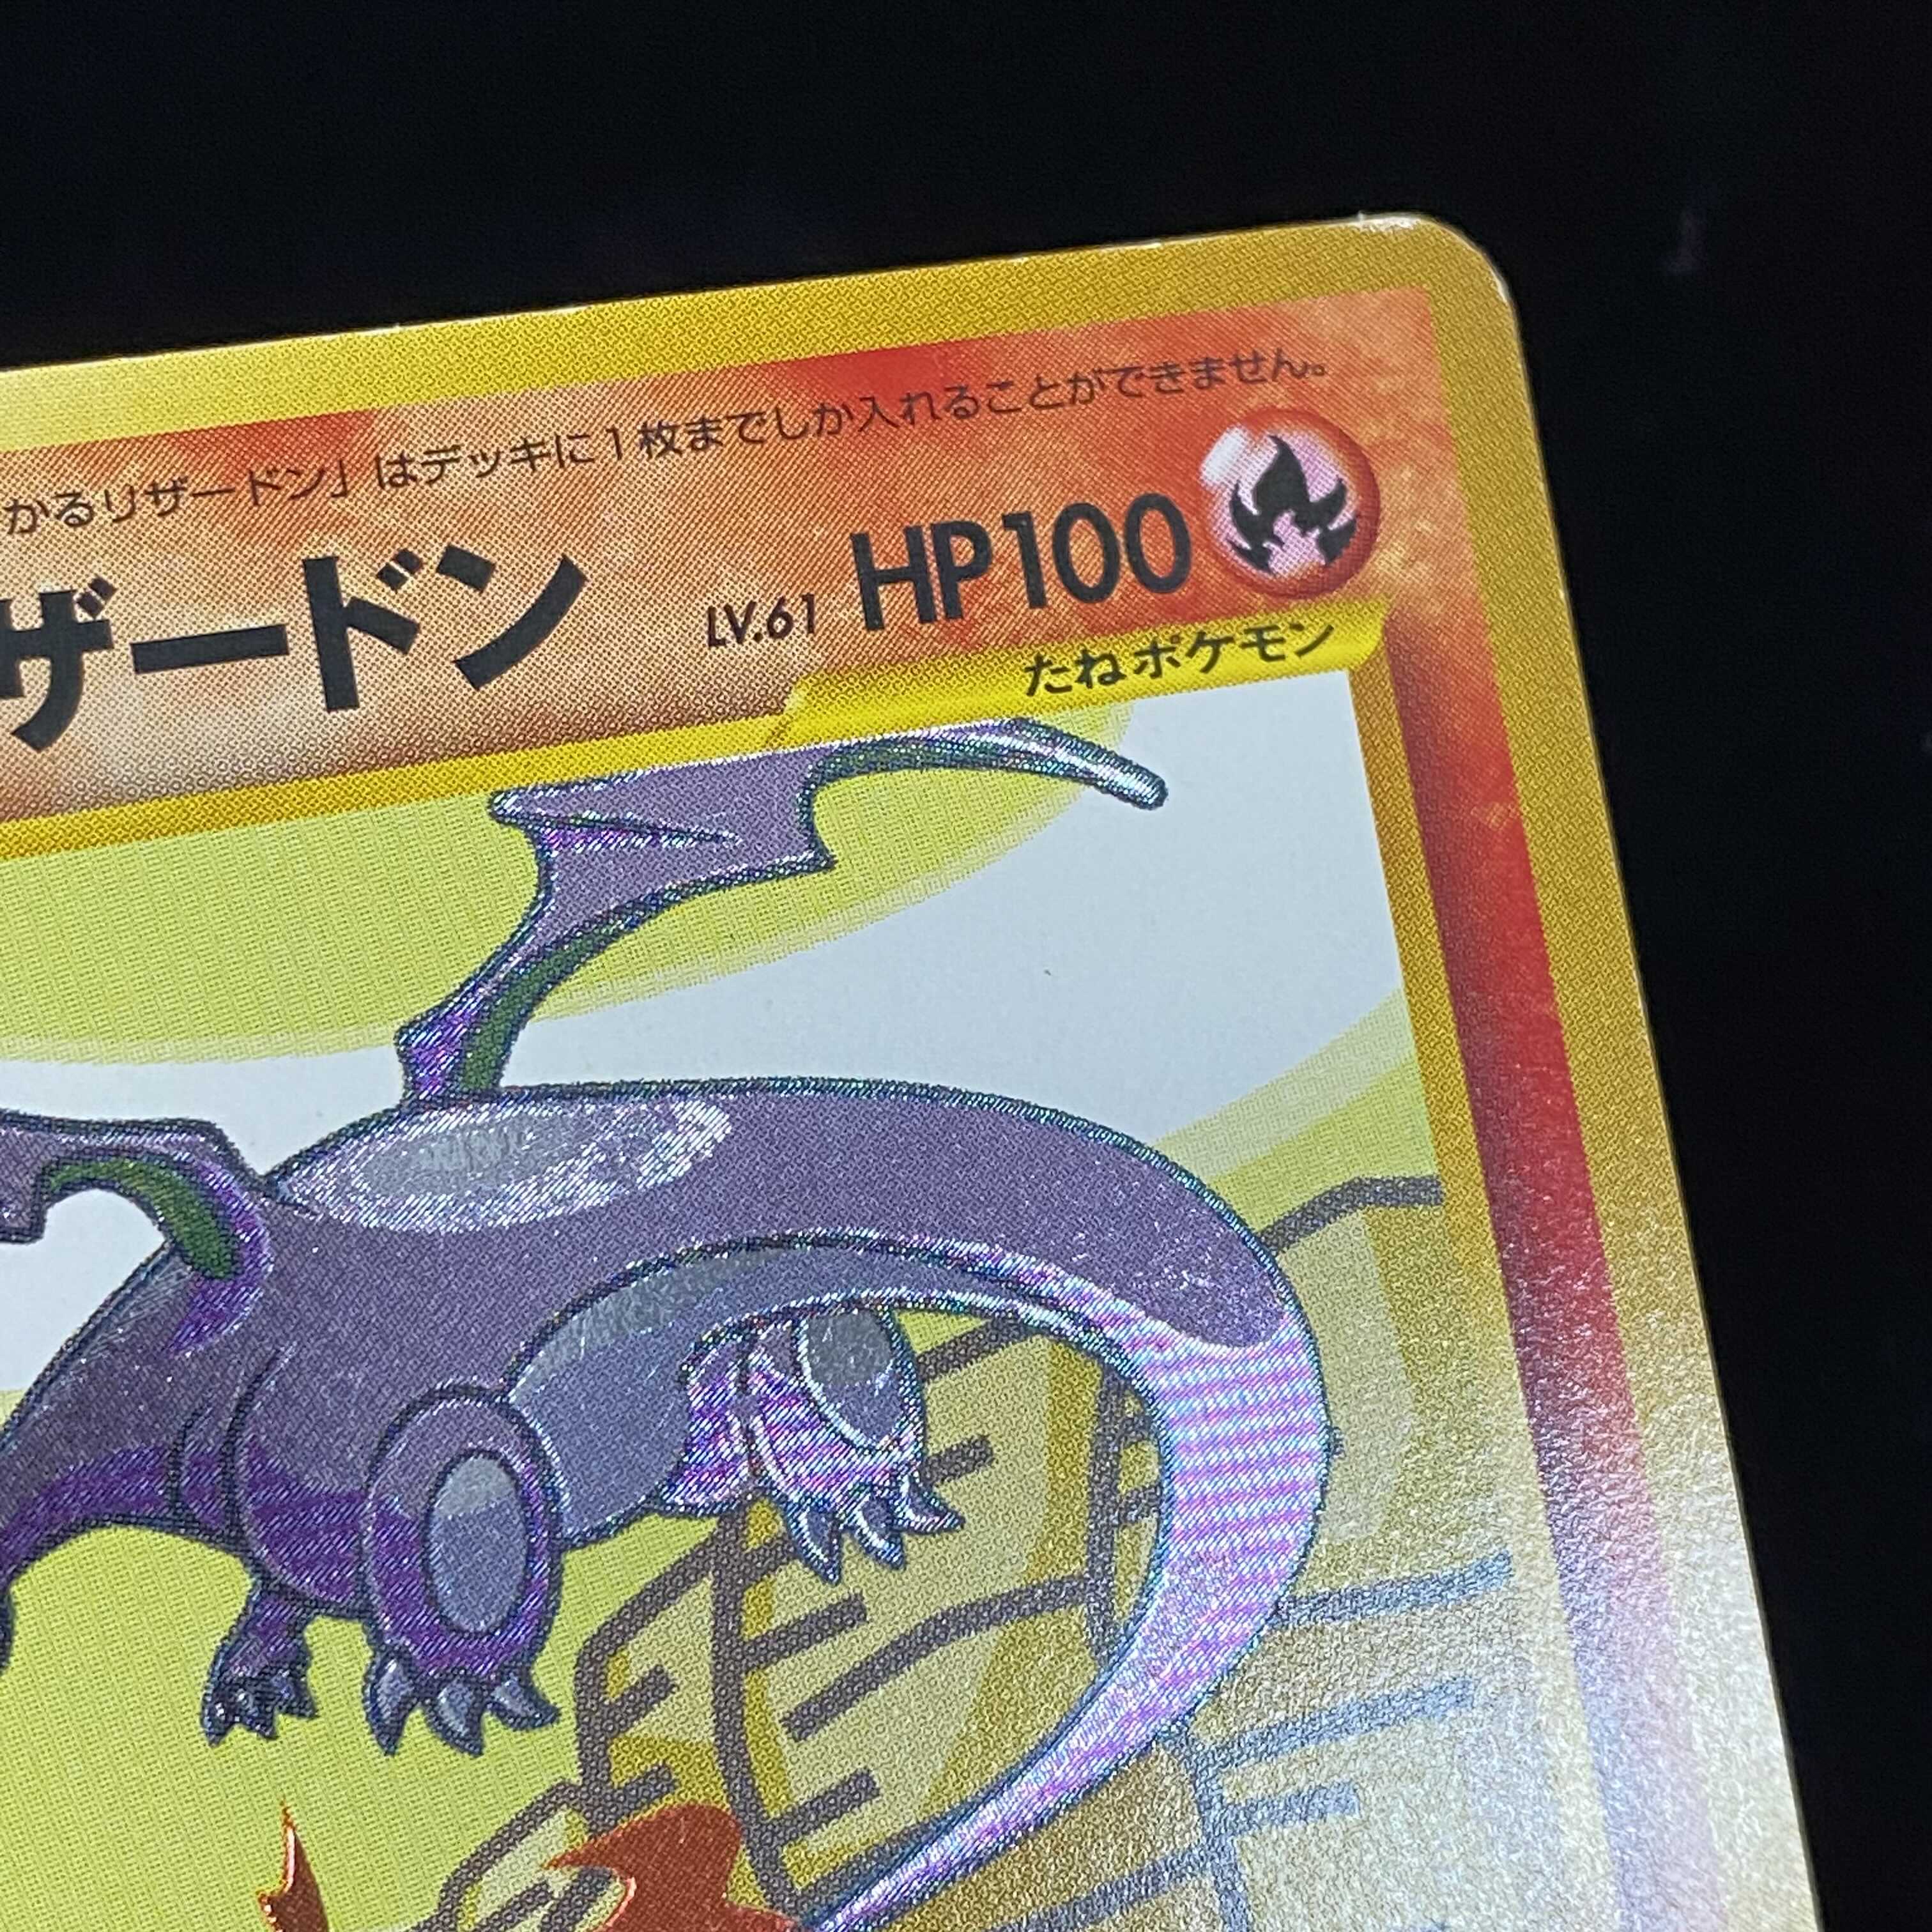 かるリザードン」はデッキに1枚までしか入れることができません。
ザードン LV.61 HP100
たねポケモン